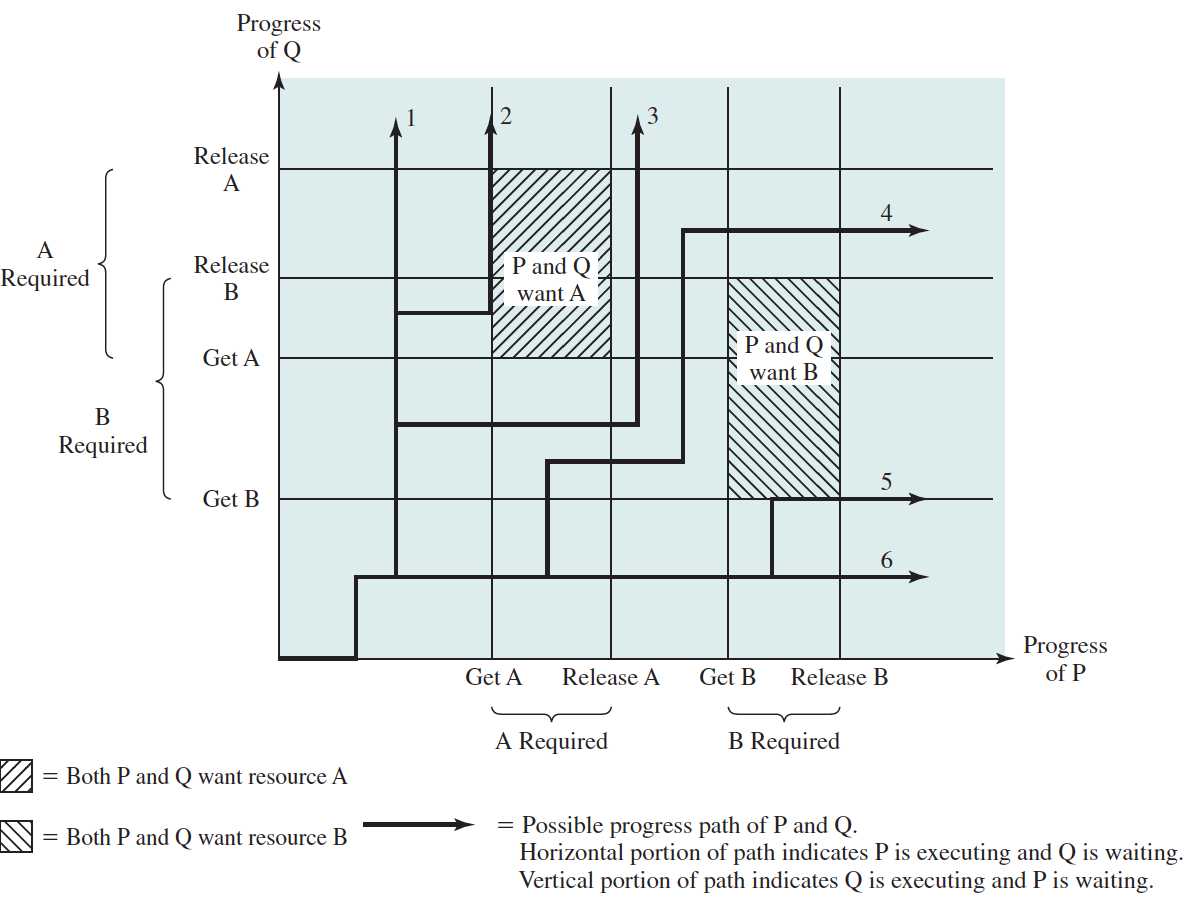 Progress
of Q
1
2
3
Release
A
4
A
Required
Release
B
P and Q
want A
P and Q
want B
Get A
B
Required
5
Get B
6
Progress
of P
Get A
Release A
Get B
Release B
A Required
B Required
= Both P and Q want resource A
= Both P and Q want resource B
= Possible progress path of P and Q.
Horizontal portion of path indicates P is executing and Q is waiting.
Vertical portion of path indicates Q is executing and P is waiting.